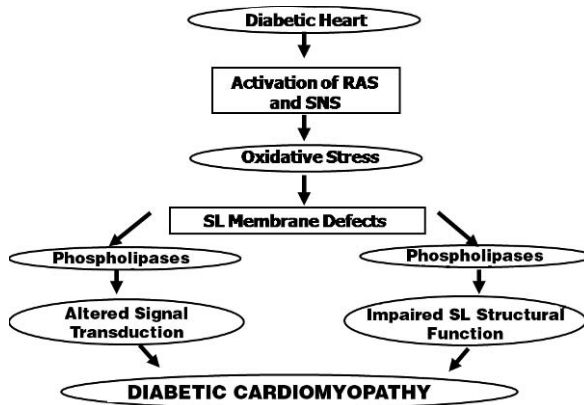 Diabetic Heart
Activation of RAS
and SNS
Oxidative Stress
SL Membrane Defects
Phospholipases
Phospholipases
Altered Signal
Transduction
Impaired SL Structural
Function
DIABETIC CARDIOMYOPATHY